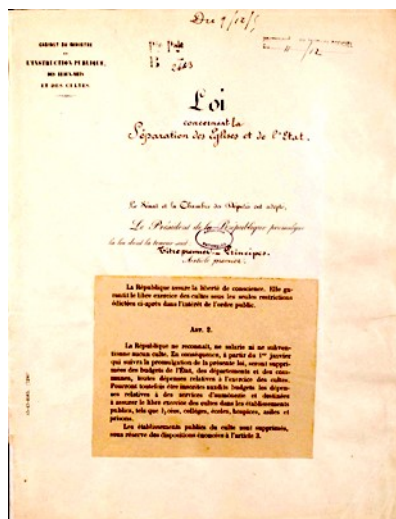 Du 9/12/5
CABINET DU MINISTRE
DE
L'INSTRUCTION PUBLIQUE,
DES BEAUX-ARTS
ET DES CULTES
Loi
concernant la
Séparation des Églises et de l'État.
Le Sénat et la Chambre des Députés ont adopté,
Le Président de la République promulgue
la loi dont la teneur suit :
Titre premier – Principes.
Article premier.
La République assure la liberté de conscience. Elle ga-
rantit le libre exercice des cultes sous les seules restrictions
édictées ci-après dans l'intérêt de l'ordre public.
ART. 2.
La République ne reconnaît, ne salarie ni ne subven-
tionne aucun culte. En conséquence, à partir du 1er janvier
qui suivra la promulgation de la présente loi, seront suppri-
mées des budgets de l'État, des départements et des com-
munes, toutes dépenses relatives à l'exercice des cultes.
Pourront toutefois être inscrites auxdits budgets les dépen-
ses relatives à des services d'aumônerie et destinées
à assurer le libre exercice des cultes dans les établissements
publics, tels que lycées, collèges, écoles, hospices, asiles et
prisons.
Les établissements publics du culte sont supprimés,
sous réserve des dispositions énoncées à l'article 3.